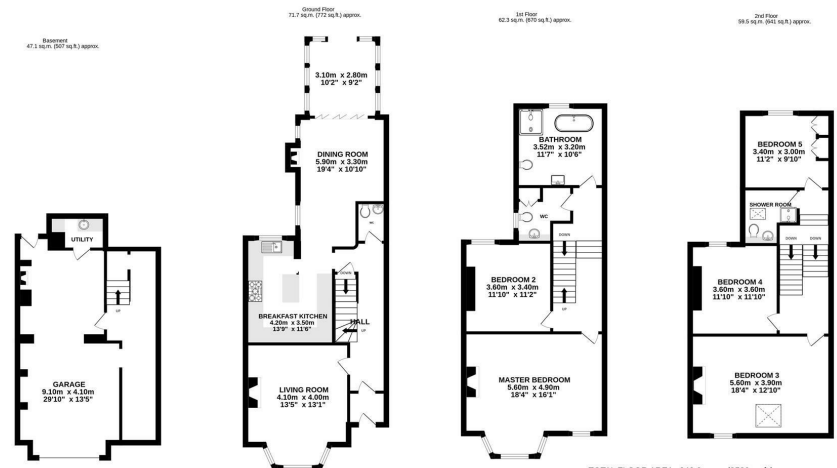 Basement
47.1 sq.m. (507 sq.ft.) approx.
UTILITY
UP
GARAGE
9.10m x 4.10m
29'10" x 13'5"
Ground Floor
71.7 sq.m. (772 sq.ft.) approx.
3.10m x 2.80m
10'2" x 9'2"
DINING ROOM
5.90m x 3.30m
19'4" x 10'10"
WC
DOWN
BREAKFAST KITCHEN
4.20m x 3.50m
13'9" x 11'6"
HALL
UP
LIVING ROOM
4.10m x 4.00m
13'5" x 13'1"
1st Floor
62.3 sq.m. (670 sq.ft.) approx.
BATHROOM
3.52m x 3.20m
11'7" x 10'6"
WC
DOWN
BEDROOM 2
3.60m x 3.40m
11'10" x 11'2"
UP
MASTER BEDROOM
5.60m x 4.90m
18'4" x 16'1"
2nd Floor
59.5 sq.m. (641 sq.ft.) approx.
BEDROOM 5
3.40m x 3.00m
11'2" x 9'10"
SHOWER ROOM
DOWN
DOWN
BEDROOM 4
3.60m x 3.60m
11'10" x 11'10"
BEDROOM 3
5.60m x 3.90m
18'4" x 12'10"